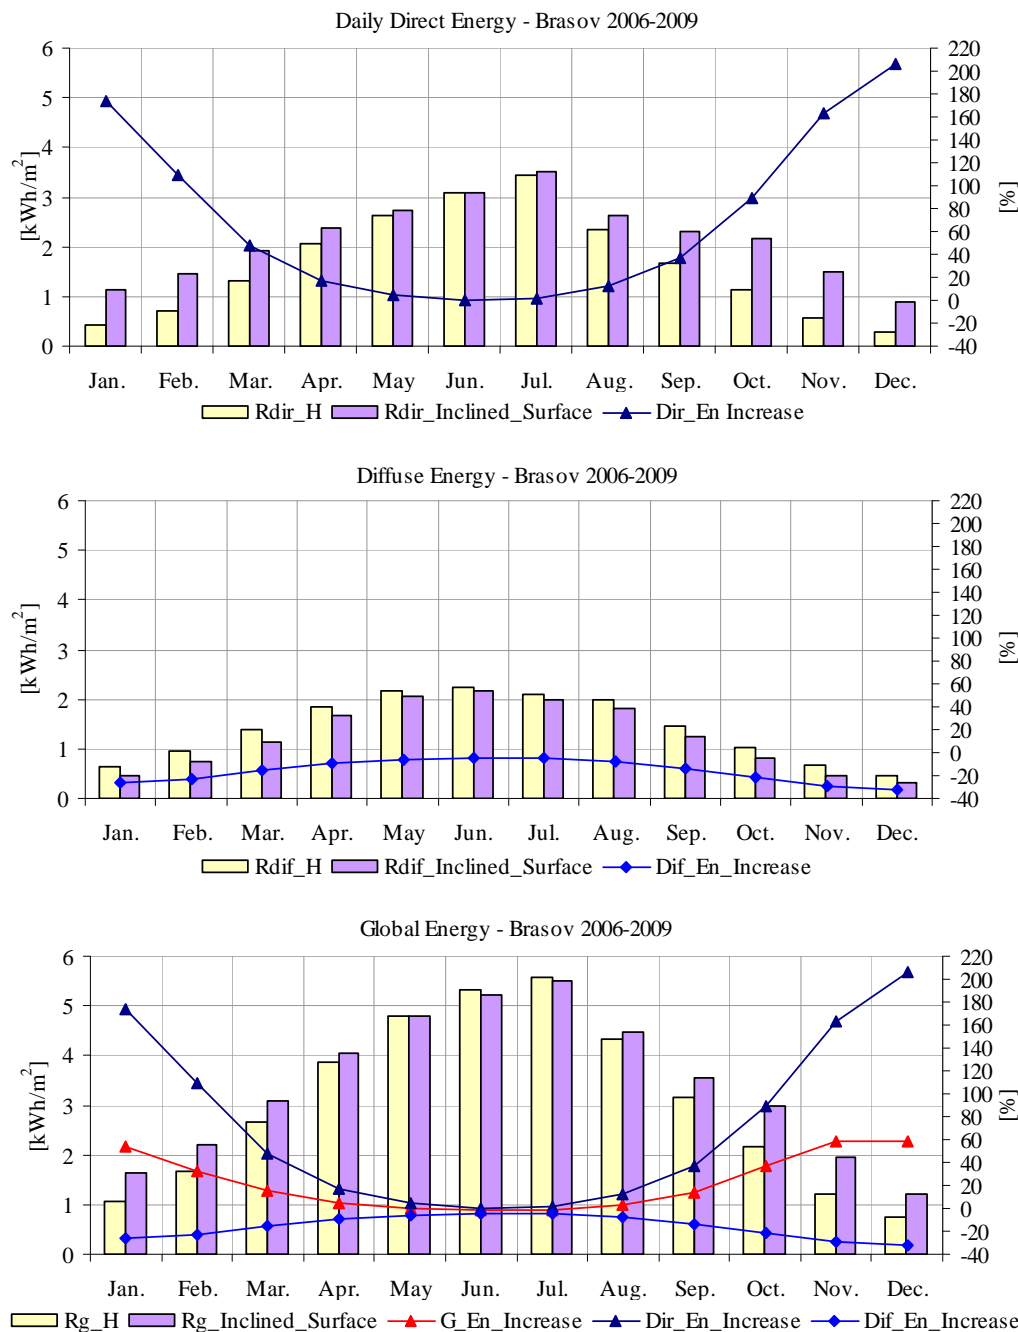 Daily Direct Energy - Brasov 2006-2009
6 5 4 3 2 1 0
[kWh/m²]
220 200 180 160 140 120 100 80 60 40 20 0 -20 -40
[%]
Jan. Feb. Mar. Apr. May Jun. Jul. Aug. Sep. Oct. Nov. Dec.
Rdir_H Rdir_Inclined_Surface Dir_En Increase
Diffuse Energy - Brasov 2006-2009
6 5 4 3 2 1 0
[kWh/m²]
220 200 180 160 140 120 100 80 60 40 20 0 -20 -40
[%]
Jan. Feb. Mar. Apr. May Jun. Jul. Aug. Sep. Oct. Nov. Dec.
Rdif_H Rdif_Inclined_Surface Dif_En_Increase
Global Energy - Brasov 2006-2009
6 5 4 3 2 1 0
[kWh/m²]
220 200 180 160 140 120 100 80 60 40 20 0 -20 -40
[%]
Jan. Feb. Mar. Apr. May Jun. Jul. Aug. Sep. Oct. Nov. Dec.
Rg_H Rg_Inclined_Surface G_En_Increase Dir_En_Increase Dif_En_Increase